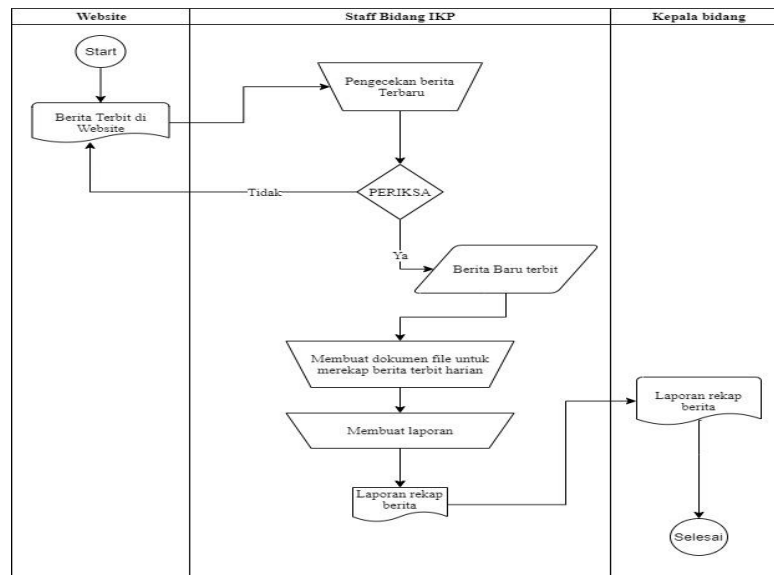 Website
Staff Bidang IKP
Kepala bidang
Start
Pengecekan berita
Terbaru
Berita Terbit di
Website
Tidak
PERIKSA
Ya
Berita Baru terbit
Membuat dokumen file untuk
merekap berita terbit harian
Membuat laporan
Laporan rekap
berita
Laporan rekap
berita
Selesai